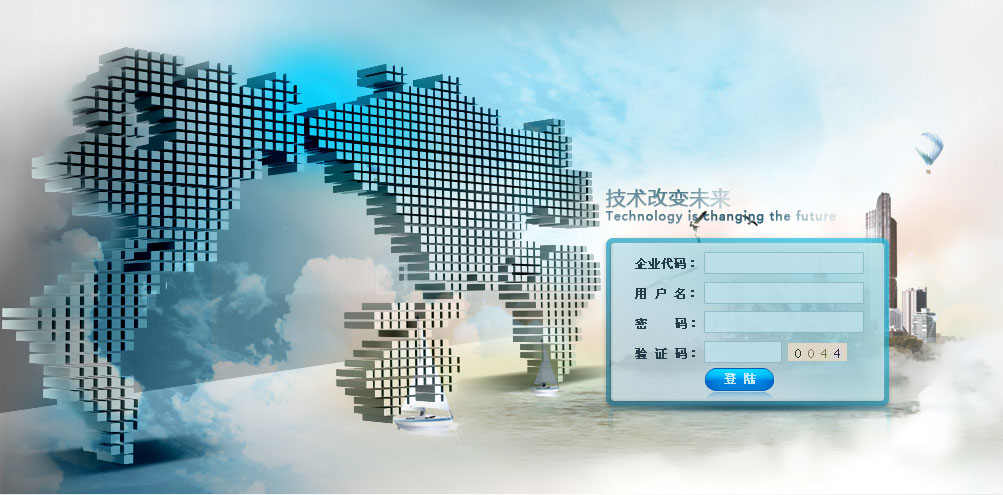 技术改变未来
Technology is changing the future
企业代码：
用 户 名：
密 码：
验 证 码： 0044
登 陆